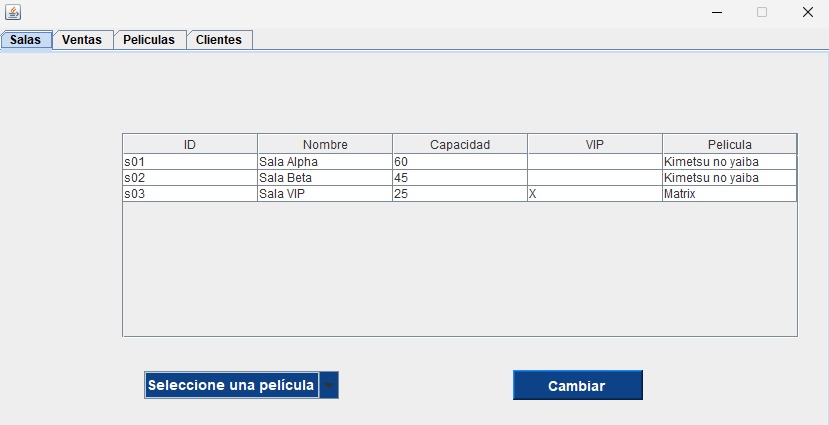 Salas Ventas Peliculas Clientes
ID Nombre Capacidad VIP Pelicula
s01 Sala Alpha 60 Kimetsu no yaiba
s02 Sala Beta 45 Kimetsu no yaiba
s03 Sala VIP 25 X Matrix
Seleccione una película Cambiar